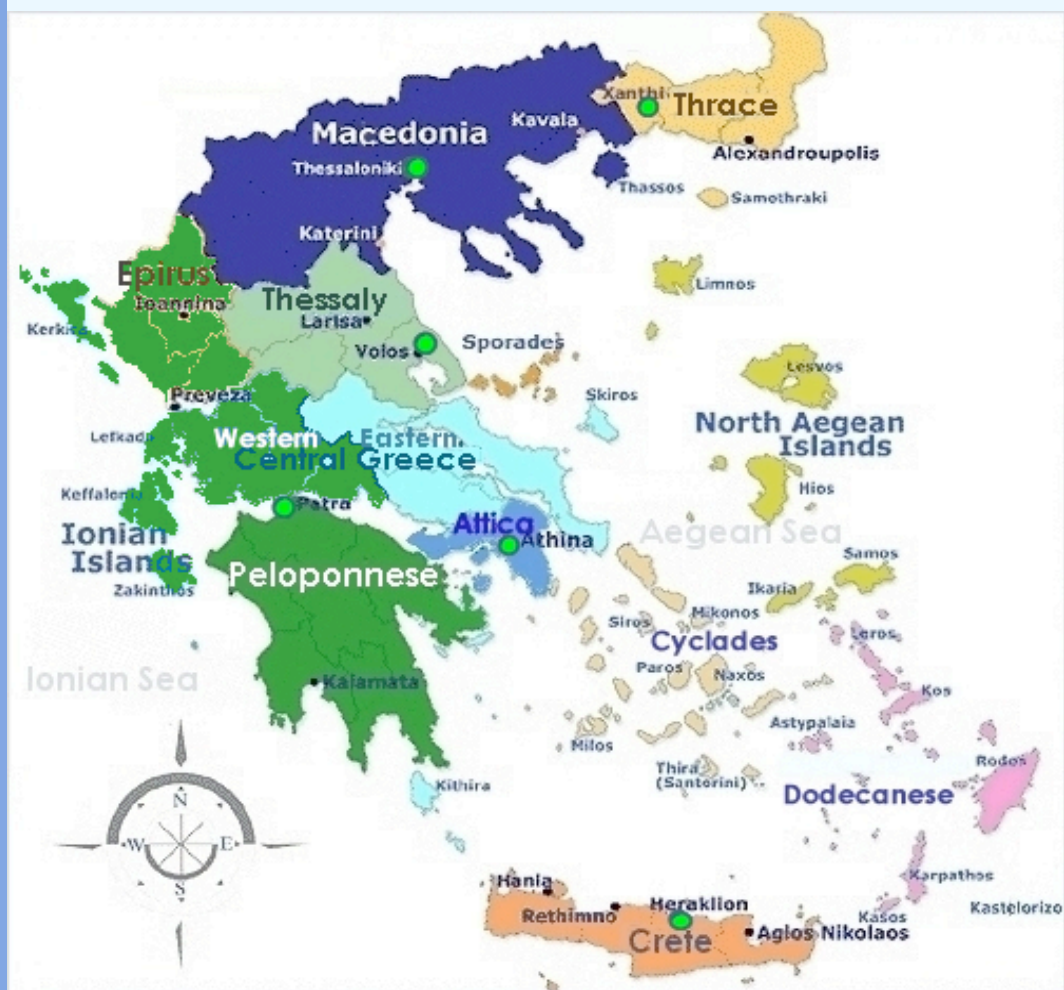 Xanthi
Thrace
Kavala
Macedonia
Alexandroupolis
Thessaloniki
Thassos
Samothraki
Katerini
Epirus
Ioannina
Limnos
Thessaly
Larisa
Kerkira
Volos
Sporades
Lesvos
Preveza
Skiros
North Aegean
Islands
Lefkada
Western
Eastern
Central Greece
Keffalonia
Hios
Patra
Ionian
Islands
Attica
Athina
Aegean Sea
Samos
Peloponnese
Zakinthos
Ikaria
Mikonos
Siros
Cyclades
Leros
Paros
Naxos
Ionian Sea
Kalamata
Kos
Astypalaia
Milos
Thira
(Santorini)
Rodos
Kithira
Dodecanese
N
W
E
S
Hania
Karpathos
Heraklion
Rethimno
Kasos
Kastelorizo
Crete
Agios Nikolaos